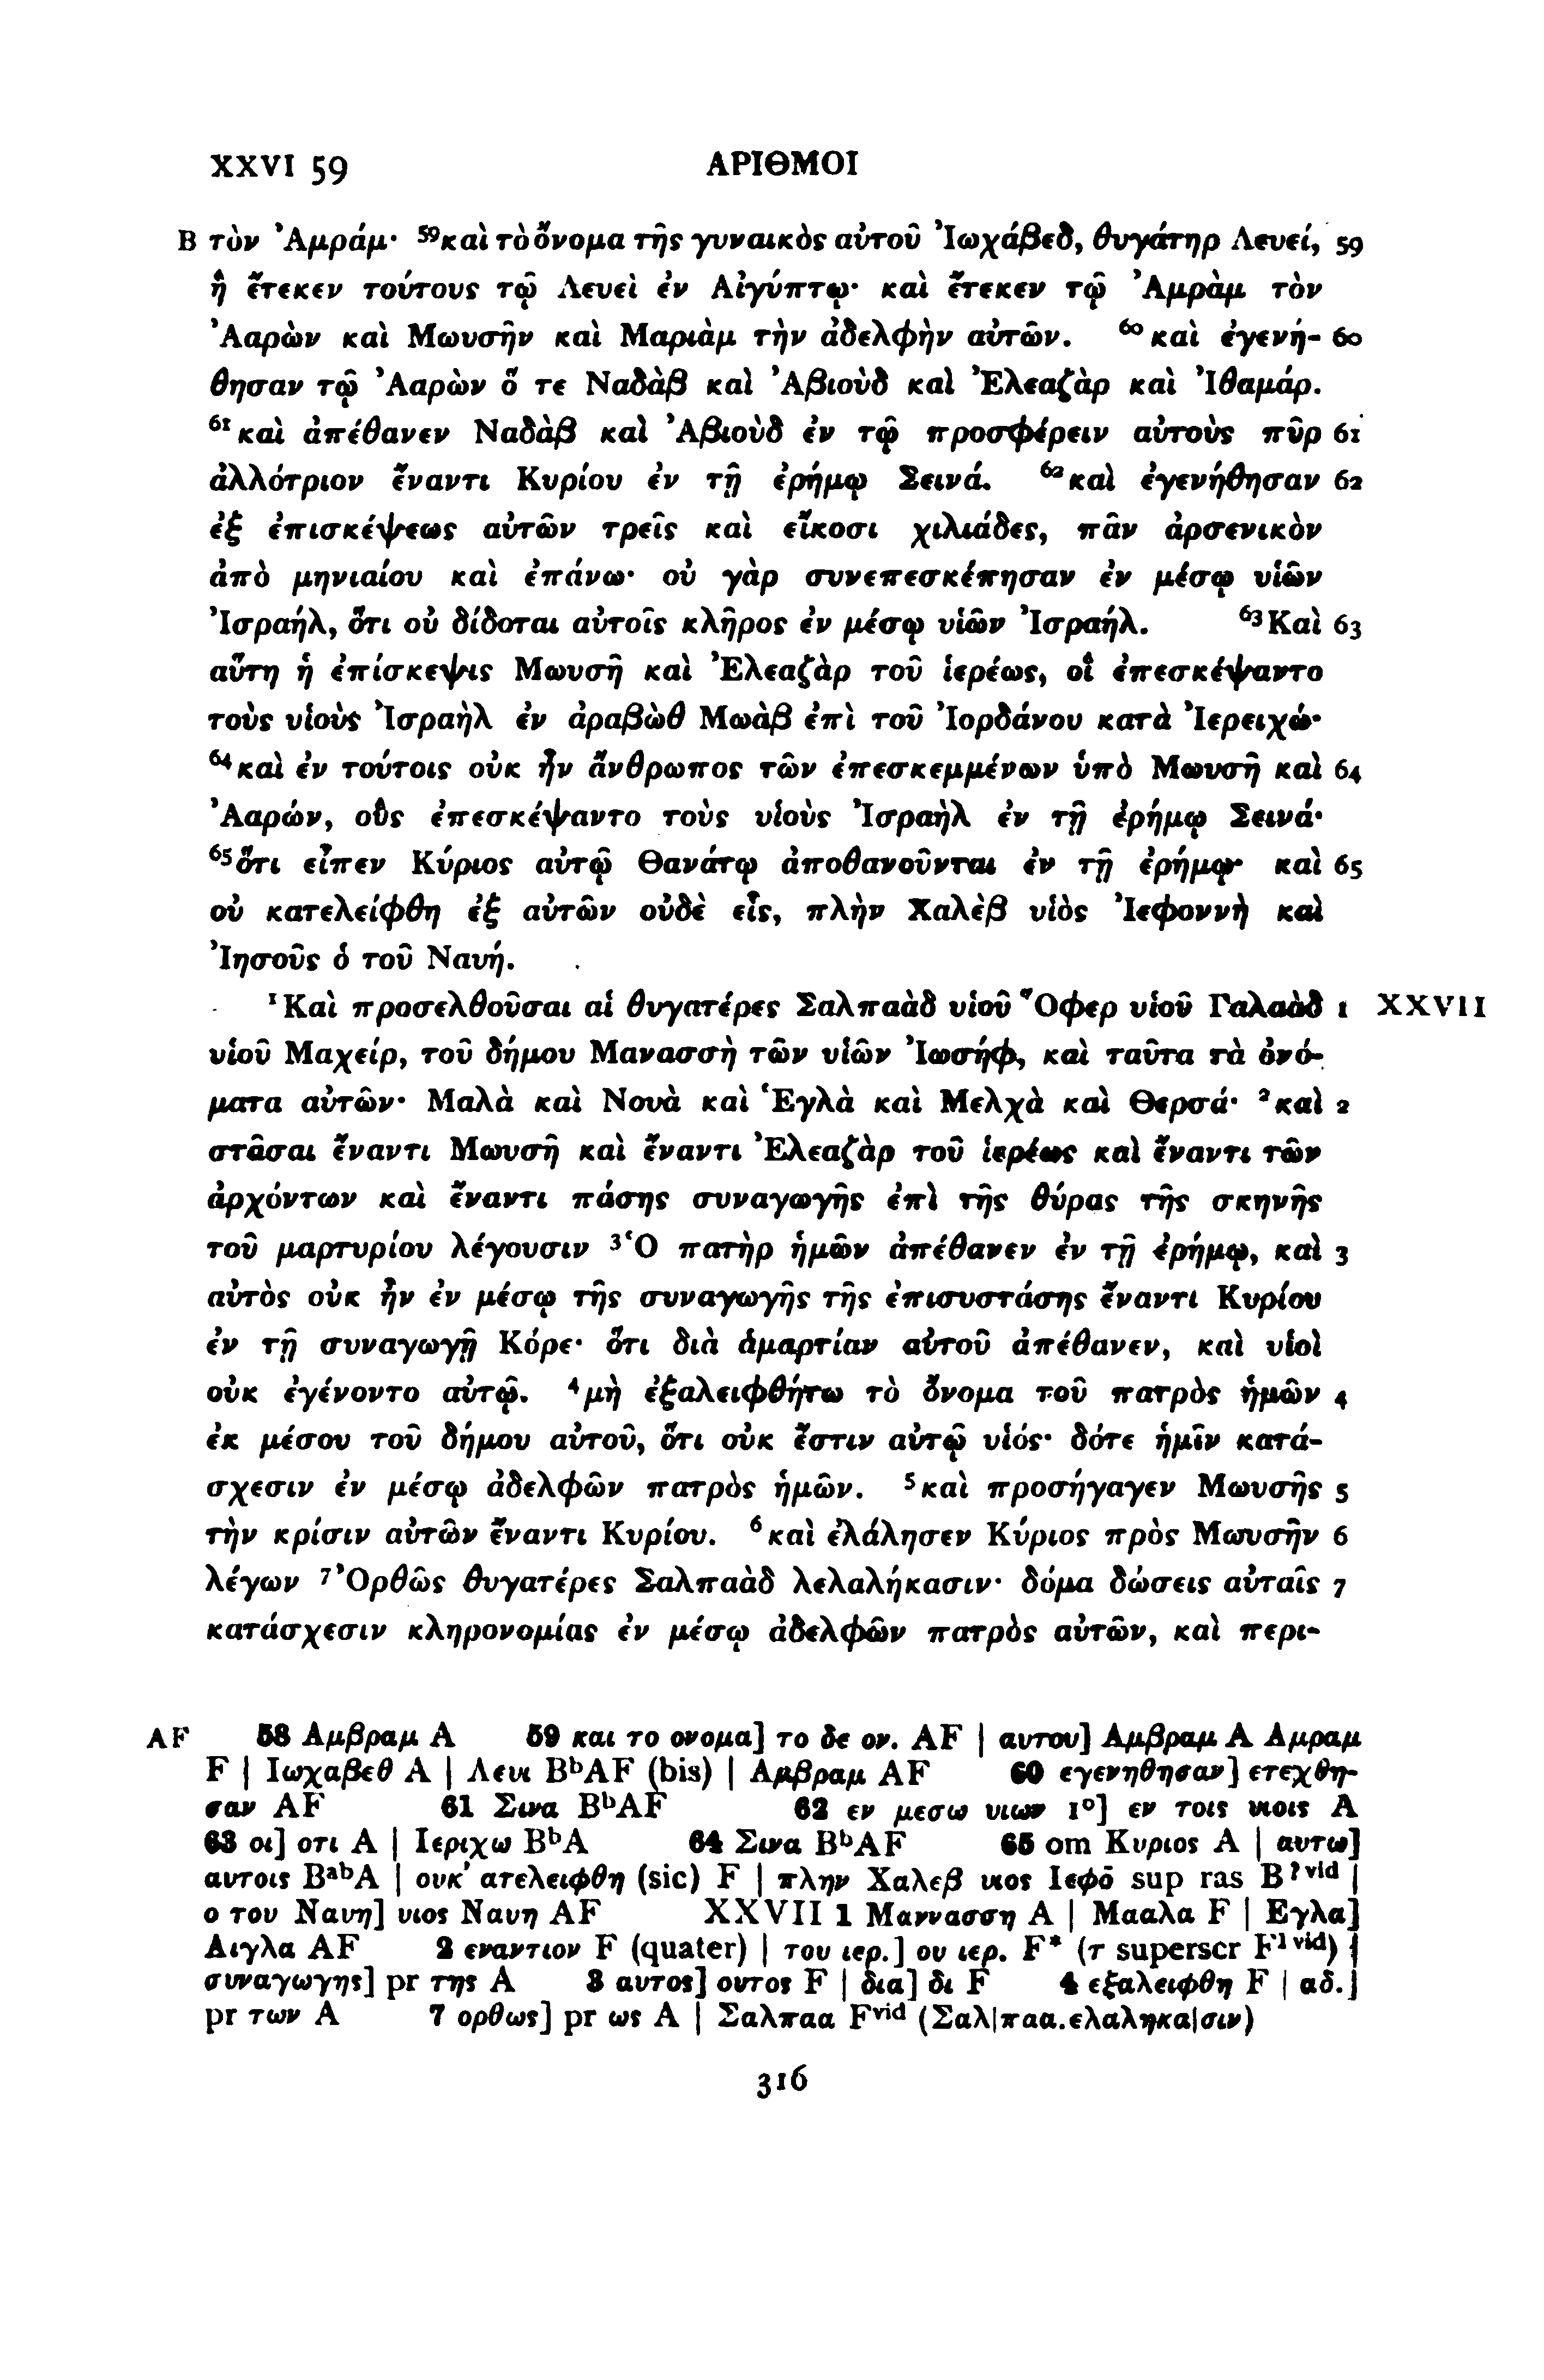 XXVI 59 ΑΡΙΘΜΟΙ
B τὸν Ἀμράμ· ⁵⁹καὶ τὸ ὄνομα τῆς γυναικὸς αὐτοῦ Ἰωχάβεδ, θυγάτηρ Λευεί, 59
ἣ ἔτεκεν τούτους τῷ Λευεὶ ἐν Αἰγύπτῳ· καὶ ἔτεκεν τῷ Ἀμρὰμ τὸν
Ἀαρὼν καὶ Μωυσῆν καὶ Μαριὰμ τὴν ἀδελφὴν αὐτῶν. ⁶⁰καὶ ἐγενή- 60
θησαν τῷ Ἀαρὼν ὅ τε Ναδὰβ καὶ Ἀβιοὺδ καὶ Ἐλεαζὰρ καὶ Ἰθαμάρ.
⁶¹καὶ ἀπέθανεν Ναδὰβ καὶ Ἀβιοὺδ ἐν τῷ προσφέρειν αὐτοὺς πῦρ 61
ἀλλότριον ἔναντι Κυρίου ἐν τῇ ἐρήμῳ Σεινά. ⁶²καὶ ἐγενήθησαν 62
ἐξ ἐπισκέψεως αὐτῶν τρεῖς καὶ εἴκοσι χιλιάδες, πᾶν ἀρσενικὸν
ἀπὸ μηνιαίου καὶ ἐπάνω· οὐ γὰρ συνεπεσκέπησαν ἐν μέσῳ υἱῶν
Ἰσραήλ, ὅτι οὐ δίδοται αὐτοῖς κλῆρος ἐν μέσῳ υἱῶν Ἰσραήλ. ⁶³Καὶ 63
αὕτη ἡ ἐπίσκεψις Μωυσῆ καὶ Ἐλεαζὰρ τοῦ ἱερέως, οἳ ἐπεσκέψαντο
τοὺς υἱοὺς Ἰσραὴλ ἐν ἀραβὼθ Μωὰβ ἐπὶ τοῦ Ἰορδάνου κατὰ Ἰερειχώ·
⁶⁴καὶ ἐν τούτοις οὐκ ἦν ἄνθρωπος τῶν ἐπεσκεμμένων ὑπὸ Μωυσῆ καὶ 64
Ἀαρών, οὓς ἐπεσκέψαντο τοὺς υἱοὺς Ἰσραὴλ ἐν τῇ ἐρήμῳ Σεινά·
⁶⁵ὅτι εἶπεν Κύριος αὐτῷ Θανάτῳ ἀποθανοῦνται ἐν τῇ ἐρήμῳ· καὶ 65
οὐ κατελείφθη ἐξ αὐτῶν οὐδὲ εἷς, πλὴν Χαλὲβ υἱὸς Ἰεφοννὴ καὶ
Ἰησοῦς ὁ τοῦ Ναυή.
¹Καὶ προσελθοῦσαι αἱ θυγατέρες Σαλπαὰδ υἱοῦ Ὄφερ υἱοῦ Γαλαὰδ 1 XXVII
υἱοῦ Μαχείρ, τοῦ δήμου Μανασσὴ τῶν υἱῶν Ἰωσήφ, καὶ ταῦτα τὰ ὀνό-
ματα αὐτῶν· Μαλὰ καὶ Νουὰ καὶ Ἑγλὰ καὶ Μελχὰ καὶ Θερσά· ²καὶ 2
στᾶσαι ἔναντι Μωυσῆ καὶ ἔναντι Ἐλεαζὰρ τοῦ ἱερέως καὶ ἔναντι τῶν
ἀρχόντων καὶ ἔναντι πάσης συναγωγῆς ἐπὶ τῆς θύρας τῆς σκηνῆς
τοῦ μαρτυρίου λέγουσιν ³Ὁ πατὴρ ἡμῶν ἀπέθανεν ἐν τῇ ἐρήμῳ, καὶ 3
αὐτὸς οὐκ ἦν ἐν μέσῳ τῆς συναγωγῆς τῆς ἐπισυστάσης ἔναντι Κυρίου
ἐν τῇ συναγωγῇ Κόρε· ὅτι διὰ ἁμαρτίαν αὐτοῦ ἀπέθανεν, καὶ υἱοὶ
οὐκ ἐγένοντο αὐτῷ. ⁴μὴ ἐξαλειφθήτω τὸ ὄνομα τοῦ πατρὸς ἡμῶν 4
ἐκ μέσου τοῦ δήμου αὐτοῦ, ὅτι οὐκ ἔστιν αὐτῷ υἱός· δότε ἡμῖν κατά-
σχεσιν ἐν μέσῳ ἀδελφῶν πατρὸς ἡμῶν. ⁵καὶ προσήγαγεν Μωυσῆς 5
τὴν κρίσιν αὐτῶν ἔναντι Κυρίου. ⁶καὶ ἐλάλησεν Κύριος πρὸς Μωυσῆν 6
λέγων ⁷Ὀρθῶς θυγατέρες Σαλπαὰδ λελαλήκασιν· δόμα δώσεις αὐταῖς 7
κατάσχεσιν κληρονομίας ἐν μέσῳ ἀδελφῶν πατρὸς αὐτῶν, καὶ περι-
AF 58 Αμβραμ A 59 και το ονομα] το δε ον. AF | αυτου] Αμβραμ A Αμραμ
F | Ιωχαβεθ A | Λευι BᵇAF (bis) | Αμβραμ AF 60 εγενηθησαν] ετεχθη-
σαν AF 61 Σινα BᵇAF 62 εν μεσω υιων 1°] εν τοις υιοις A
63 οι] οτι A | Ιεριχω BᵇA 64 Σινα BᵇAF 65 om Κυριος A | αυτω]
αυτοις BᵃᵇA | ουκ’ ατελειφθη (sic) F | πλην Χαλεβ υιος Ιεφο̄ sup ras B?ᵛⁱᵈ |
ο του Ναυη] υιος Ναυη AF XXVII 1 Μαννασση A | Μααλα F | Εγλα]
Αιγλα AF 2 εναντιον F (quater) | του ιερ.] ου ιερ. F* (τ superscr F¹ᵛⁱᵈ) |
συναγωγης] pr της A 3 αυτος] ουτος F | δια] δι F 4 εξαλειφθη F | αδ.]
pr των A 7 ορθως] pr ως A | Σαλπαα Fᵛⁱᵈ (Σαλ|παα.ελαληκα|σιν)
316